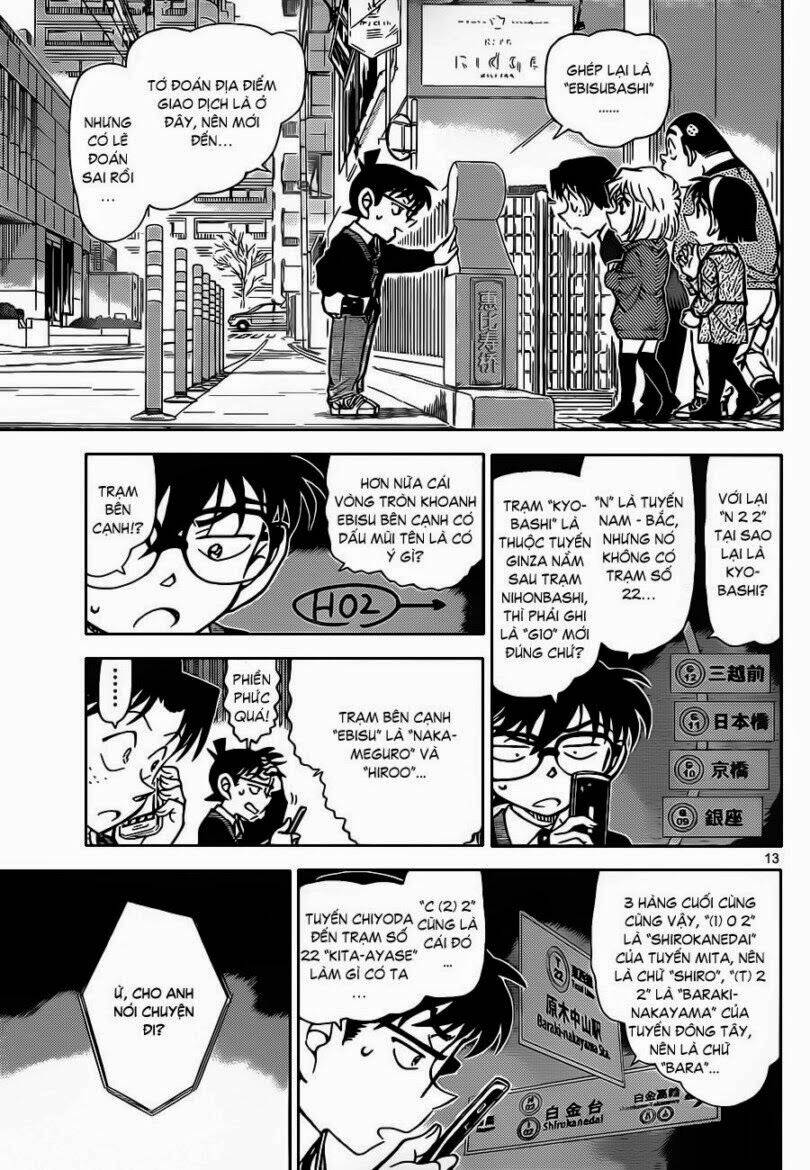 GHÉP LẠI LÀ
"EBISUBASHI"
......
TỚ ĐOÁN ĐỊA ĐIỂM
GIAO DỊCH LÀ Ở
ĐÂY, NÊN MỚI
ĐẾN...
NHƯNG
CÓ LẼ
ĐOÁN
SAI RỒI
...
恵比寿橋
VỚI LẠI
"N 2 2"
TẠI SAO
LẠI LÀ
KYO-
BASHI?
"N" LÀ TUYẾN
NAM - BẮC,
NHƯNG NÓ
KHÔNG CÓ
TRẠM SỐ
22...
TRẠM "KYO-
BASHI" LÀ
THUỘC TUYẾN
GINZA NẰM
SAU TRẠM
NIHONBASHI,
THÌ PHẢI GHI
LÀ "G10" MỚI
ĐÚNG CHỨ?
G
12
三越前
G
11
日本橋
G
10
京橋
G
09
銀座
HƠN NỮA CÁI
VÒNG TRÒN KHOANH
EBISU BÊN CẠNH CÓ
DẤU MŨI TÊN LÀ CÓ
Ý GÌ?
TRẠM
BÊN
CẠNH!?
H02
TRẠM BÊN CẠNH
"EBISU" LÀ "NAKA-
MEGURO" VÀ
"HIROO"...
PHIỀN
PHỨC
QUÁ!
......
13
3 HÀNG CUỐI CÙNG
CŨNG VẬY, "(I) 0 2"
LÀ "SHIROKANEDAI"
CỦA TUYẾN MITA, NÊN
LÀ CHỮ "SHIRO", "(T) 2
2" LÀ "BARAKI-
NAKAYAMA" CỦA
TUYẾN ĐÔNG TÂY,
NÊN LÀ CHỮ
"BARA"...
"C (2) 2"
CŨNG LÀ
CÁI ĐÓ
...
TUYẾN CHIYODA
ĐẾN TRẠM SỐ
22 "KITA-AYASE"
LÀM GÌ CÓ TA
...
T
22
原木中山駅
Baraki-nakayama Sta.
I
02
白金台
Shirokanedai
白金高輪
Ừ, CHO ANH
NÓI CHUYỆN
ĐI?